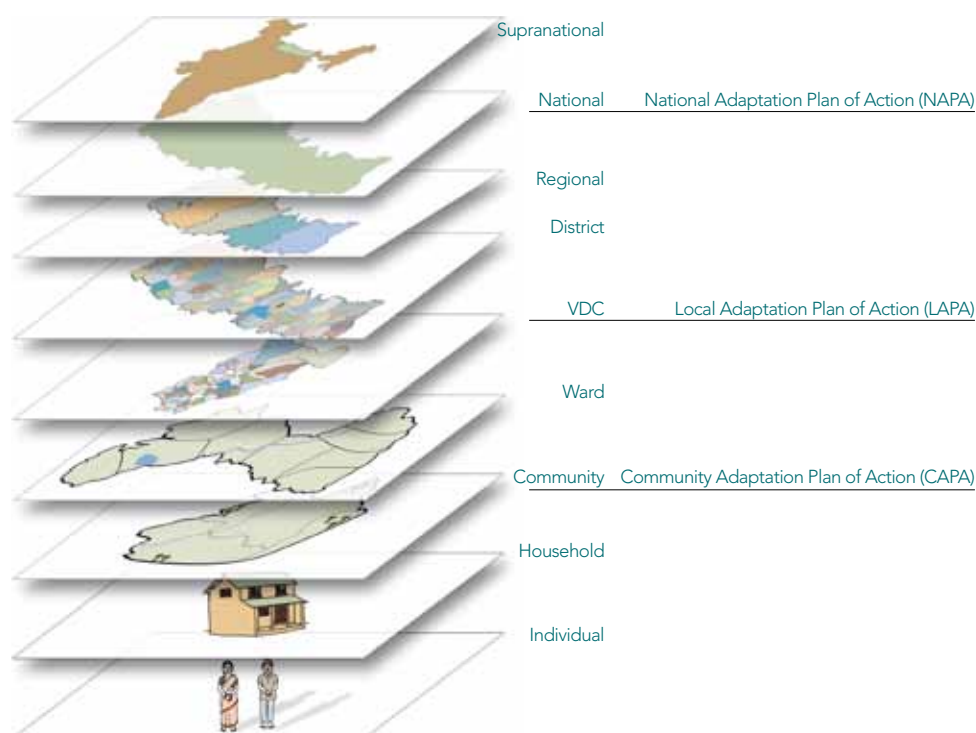 Supranational
National National Adaptation Plan of Action (NAPA)
Regional
District
VDC Local Adaptation Plan of Action (LAPA)
Ward
Community Community Adaptation Plan of Action (CAPA)
Household
Individual